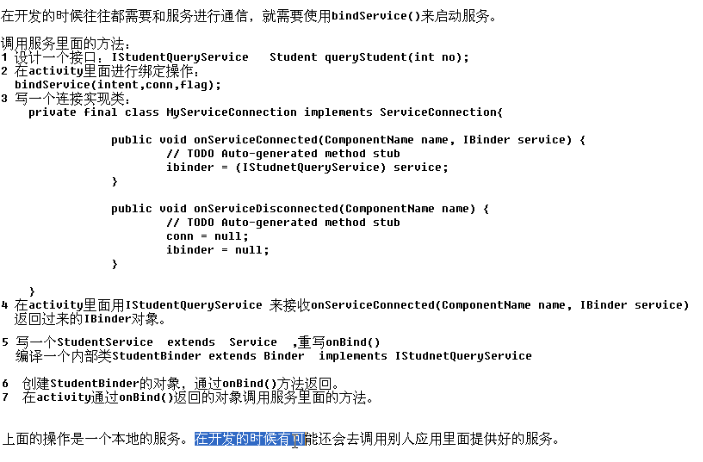 在开发的时候往往都需要和服务进行通信，就需要使用bindService()来启动服务。
调用服务里面的方法：
1 设计一个接口：IStudentQueryService   Student queryStudent(int no);
2 在activity里面进行绑定操作：
  bindService(intent,conn,flag);
3 写一个连接实现类：
    private final class MyServiceConnection implements ServiceConnection{
        public void onServiceConnected(ComponentName name, IBinder service) {
            // TODO Auto-generated method stub
            ibinder = (IStudnetQueryService) service;
        }
        public void onServiceDisconnected(ComponentName name) {
            // TODO Auto-generated method stub
            conn = null;
            ibinder = null;
        }
    }
4 在activity里面用IStudentQueryService 来接收onServiceConnected(ComponentName name, IBinder service)
  返回过来的IBinder对象。
5 写一个StudentService  extends  Service  ,重写onBind()
  编译一个内部类StudentBinder extends Binder  implements IStudnetQueryService
6  创建StudentBinder的对象，通过onBind()方法返回。
7  在activity通过onBind()返回的对象调用服务里面的方法。
上面的操作是一个本地的服务。在开发的时候有可能还会去调用别人应用里面提供好的服务。